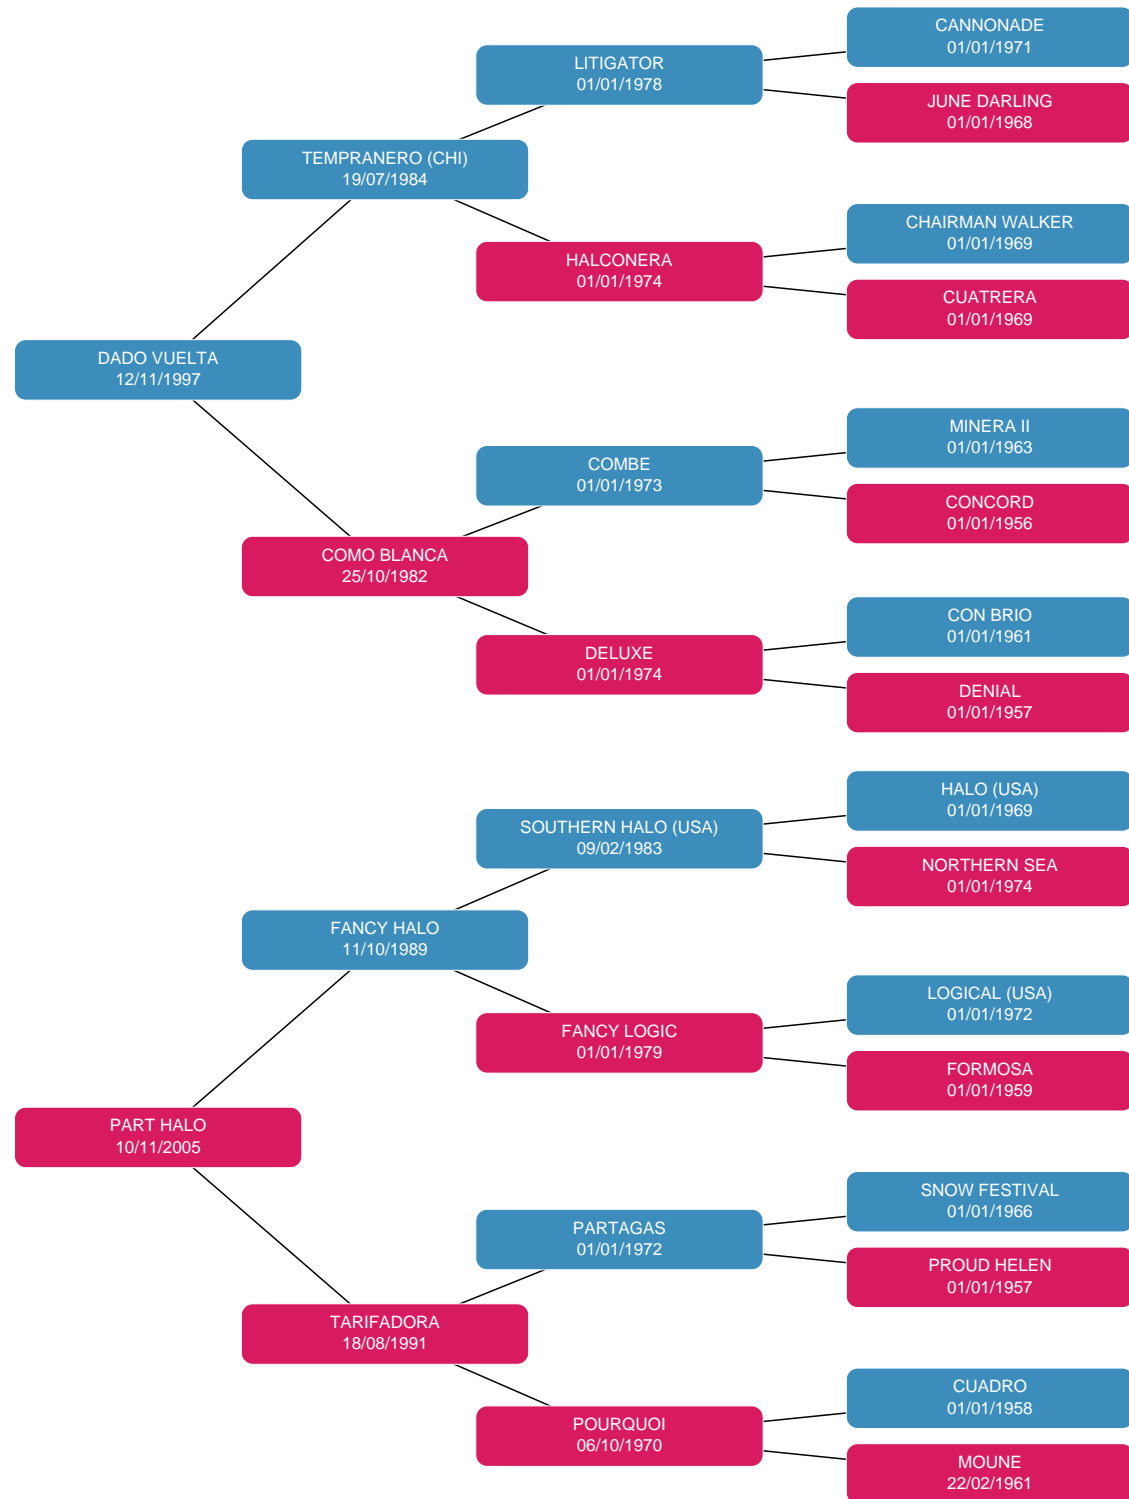 CANNONADE
01/01/1971
LITIGATOR
01/01/1978
JUNE DARLING
01/01/1968
TEMPRANERO (CHI)
19/07/1984
CHAIRMAN WALKER
01/01/1969
HALCONERA
01/01/1974
CUATRERA
01/01/1969
DADO VUELTA
12/11/1997
MINERA II
01/01/1963
COMBE
01/01/1973
CONCORD
01/01/1956
COMO BLANCA
25/10/1982
CON BRIO
01/01/1961
DELUXE
01/01/1974
DENIAL
01/01/1957
HALO (USA)
01/01/1969
SOUTHERN HALO (USA)
09/02/1983
NORTHERN SEA
01/01/1974
FANCY HALO
11/10/1989
LOGICAL (USA)
01/01/1972
FANCY LOGIC
01/01/1979
FORMOSA
01/01/1959
PART HALO
10/11/2005
SNOW FESTIVAL
01/01/1966
PARTAGAS
01/01/1972
PROUD HELEN
01/01/1957
TARIFADORA
18/08/1991
CUADRO
01/01/1958
POURQUOI
06/10/1970
MOUNE
22/02/1961